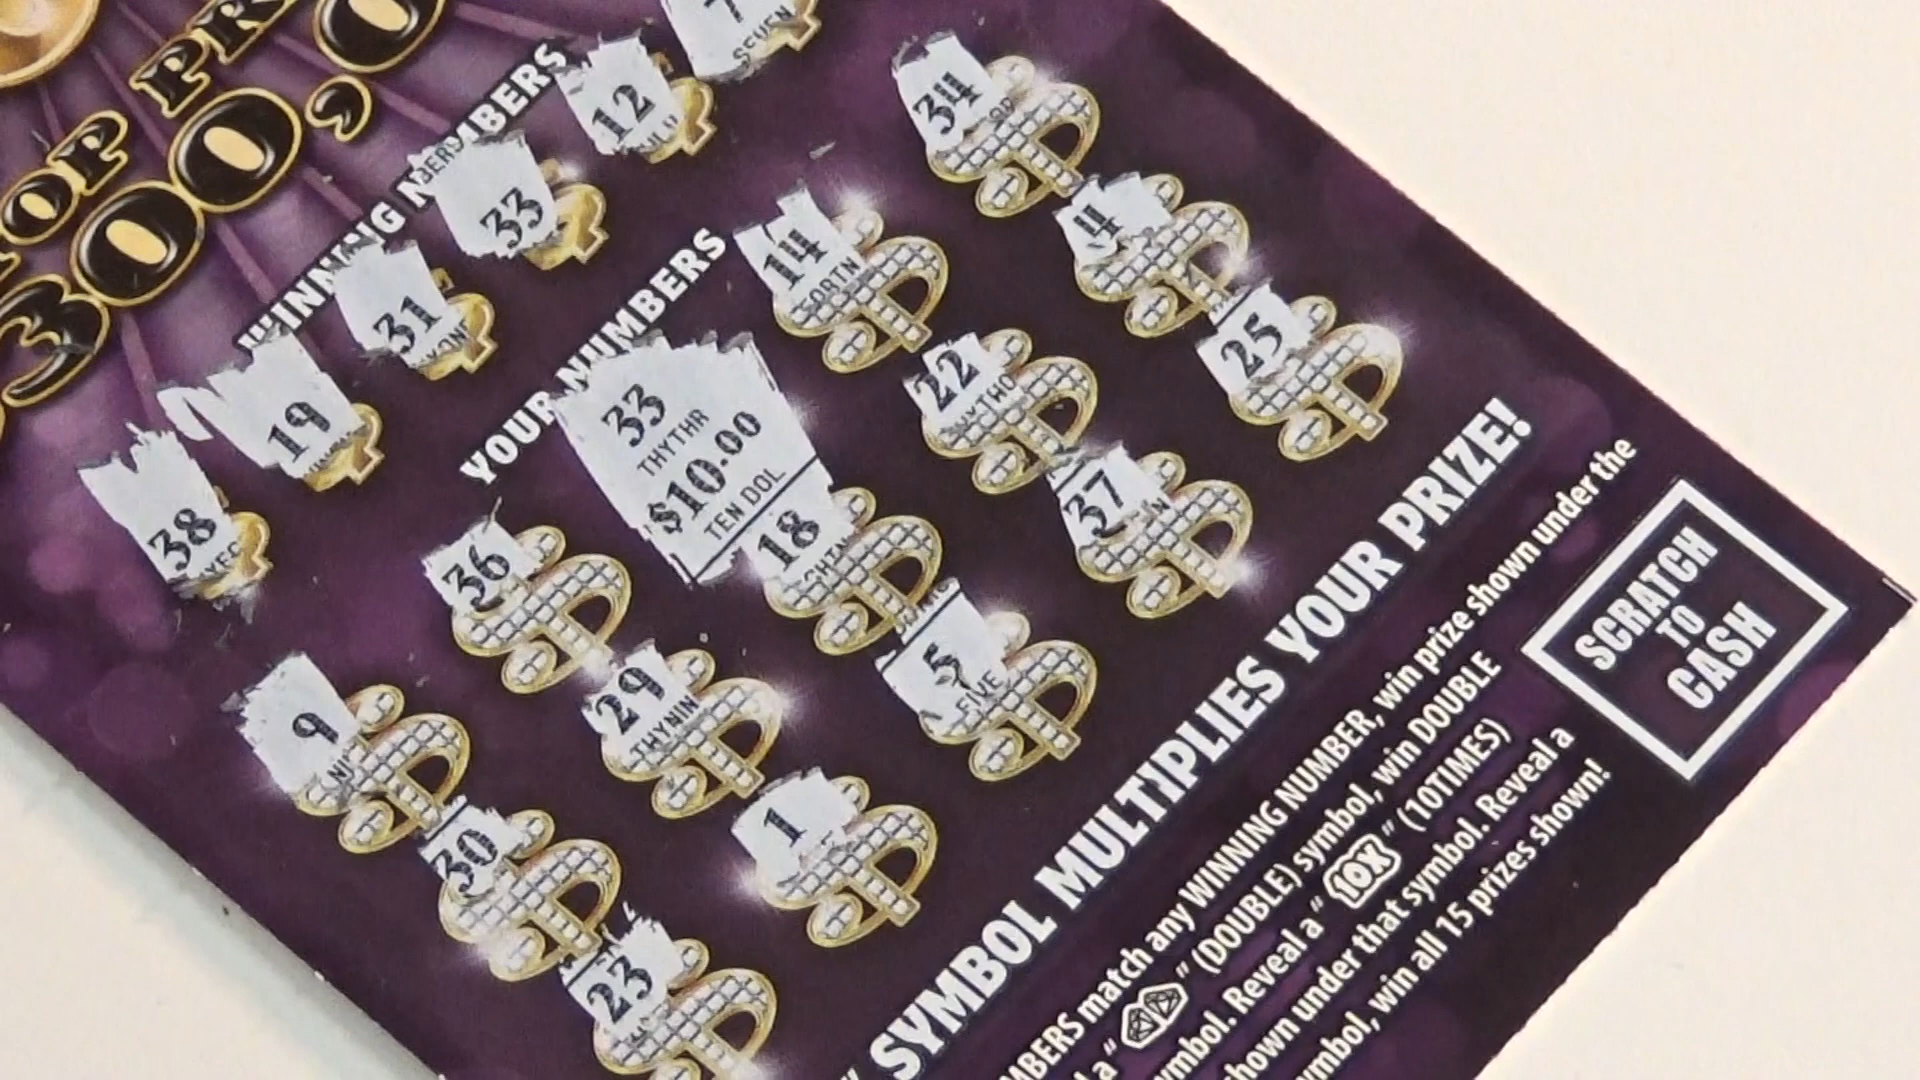 TOP PR
300,0
WINNING NUMBERS
38
19
31
33
12
7
SEVEN
YOUR NUMBERS
9
36
33
THYTHR
$10.00
TEN DOL
14
34
30
29
THYNIN
18
22
4
23
1
5
FIVE
37
25
SYMBOL MULTIPLIES YOUR PRIZE!
MBERS match any WINNING NUMBER, win prize shown under the
a " " (DOUBLE) symbol, win DOUBLE
symbol. Reveal a " 10X " (10TIMES)
shown under that symbol. Reveal a
symbol, win all 15 prizes shown!
SCRATCH
TO
CASH